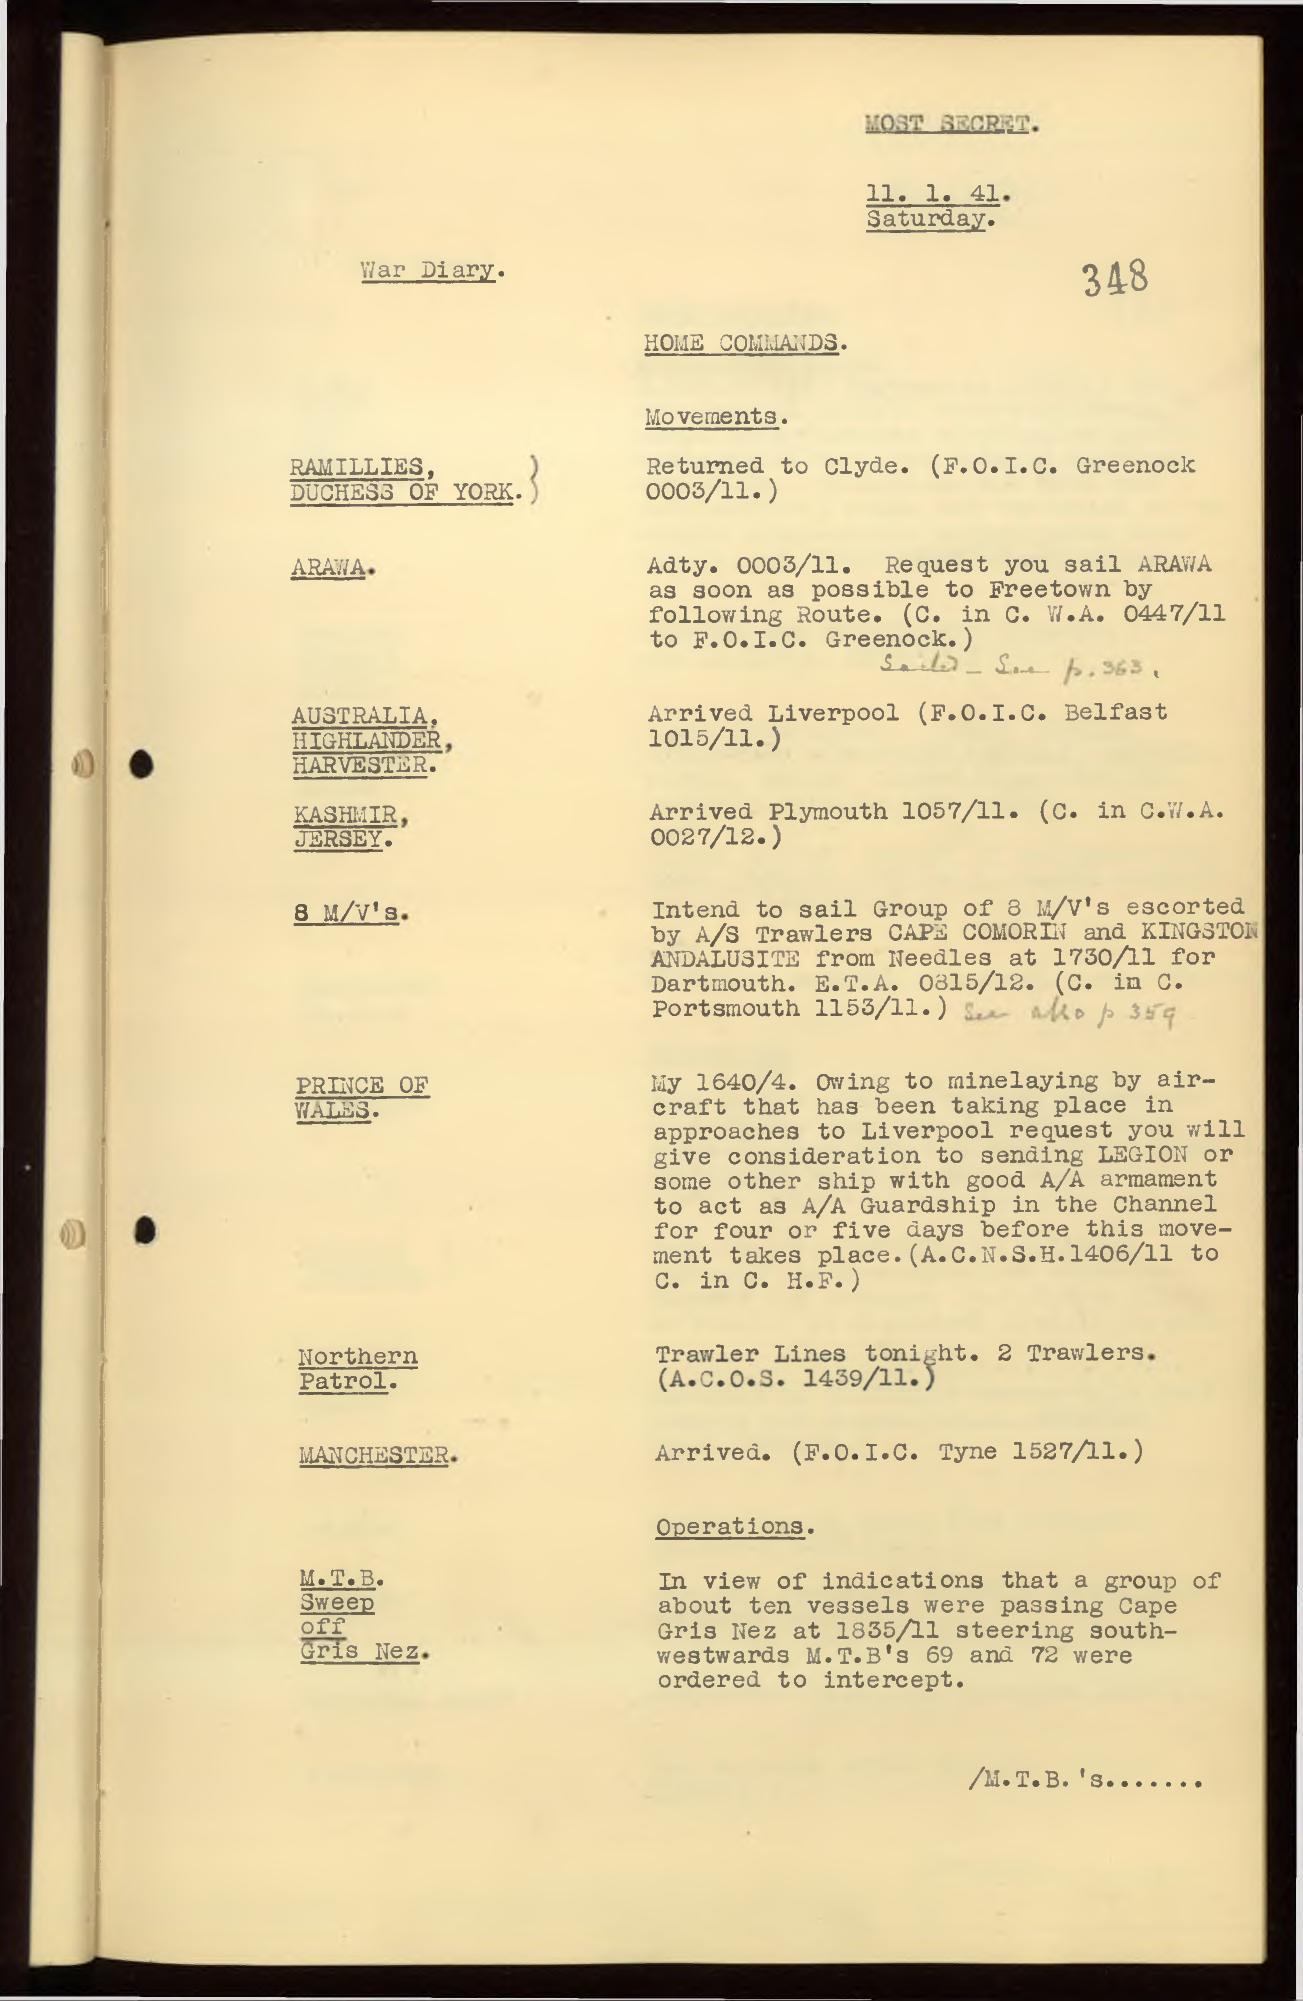 MOST SECRET.
11. 1. 41.
Saturday.
War Diary.
348
HOME COMMANDS.
Movements.
RAMILLIES,
DUCHESS OF YORK. }
Returned to Clyde. (F.O.I.C. Greenock
0003/11.)
ARAWA.
Adty. 0003/11. Request you sail ARAWA
as soon as possible to Freetown by
following Route. (C. in C. W.A. 0447/11
to F.O.I.C. Greenock.)
Sailed - See p. 363.
AUSTRALIA,
HIGHLANDER,
HARVESTER.
Arrived Liverpool (F.O.I.C. Belfast
1015/11.)
KASHMIR,
JERSEY.
Arrived Plymouth 1057/11. (C. in C.W.A.
0027/12.)
8 M/V's.
Intend to sail Group of 8 M/V's escorted
by A/S Trawlers CAPE COMORIN and KINGSTON
ANDALUSITE from Needles at 1730/11 for
Dartmouth. E.T.A. 0815/12. (C. in C.
Portsmouth 1153/11.) See also p 359
PRINCE OF
WALES.
My 1640/4. Owing to minelaying by air-
craft that has been taking place in
approaches to Liverpool request you will
give consideration to sending LEGION or
some other ship with good A/A armament
to act as A/A Guardship in the Channel
for four or five days before this move-
ment takes place.(A.C.N.S.H.1406/11 to
C. in C. H.F.)
Northern
Patrol.
Trawler Lines tonight. 2 Trawlers.
(A.C.O.S. 1439/11.)
MANCHESTER.
Arrived. (F.O.I.C. Tyne 1527/11.)
Operations.
M.T.B.
Sweep
off
Gris Nez.
In view of indications that a group of
about ten vessels were passing Cape
Gris Nez at 1835/11 steering south-
westwards M.T.B's 69 and 72 were
ordered to intercept.
/M.T.B.'s.......